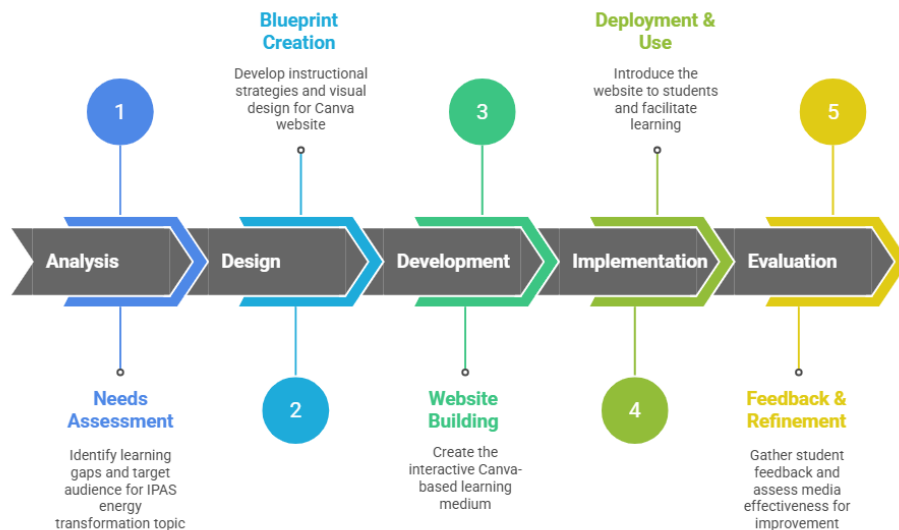 Blueprint
Creation
Develop instructional
strategies and visual
design for Canva
website
Deployment &
Use
Introduce the
website to students
and facilitate
learning
1
3
5
Analysis
Design
Development
Implementation
Evaluation
Needs
Assessment
Identify learning
gaps and target
audience for IPAS
energy
transformation topic
2
Website
Building
Create the
interactive Canva-
based learning
medium
4
Feedback &
Refinement
Gather student
feedback and
assess media
effectiveness for
improvement